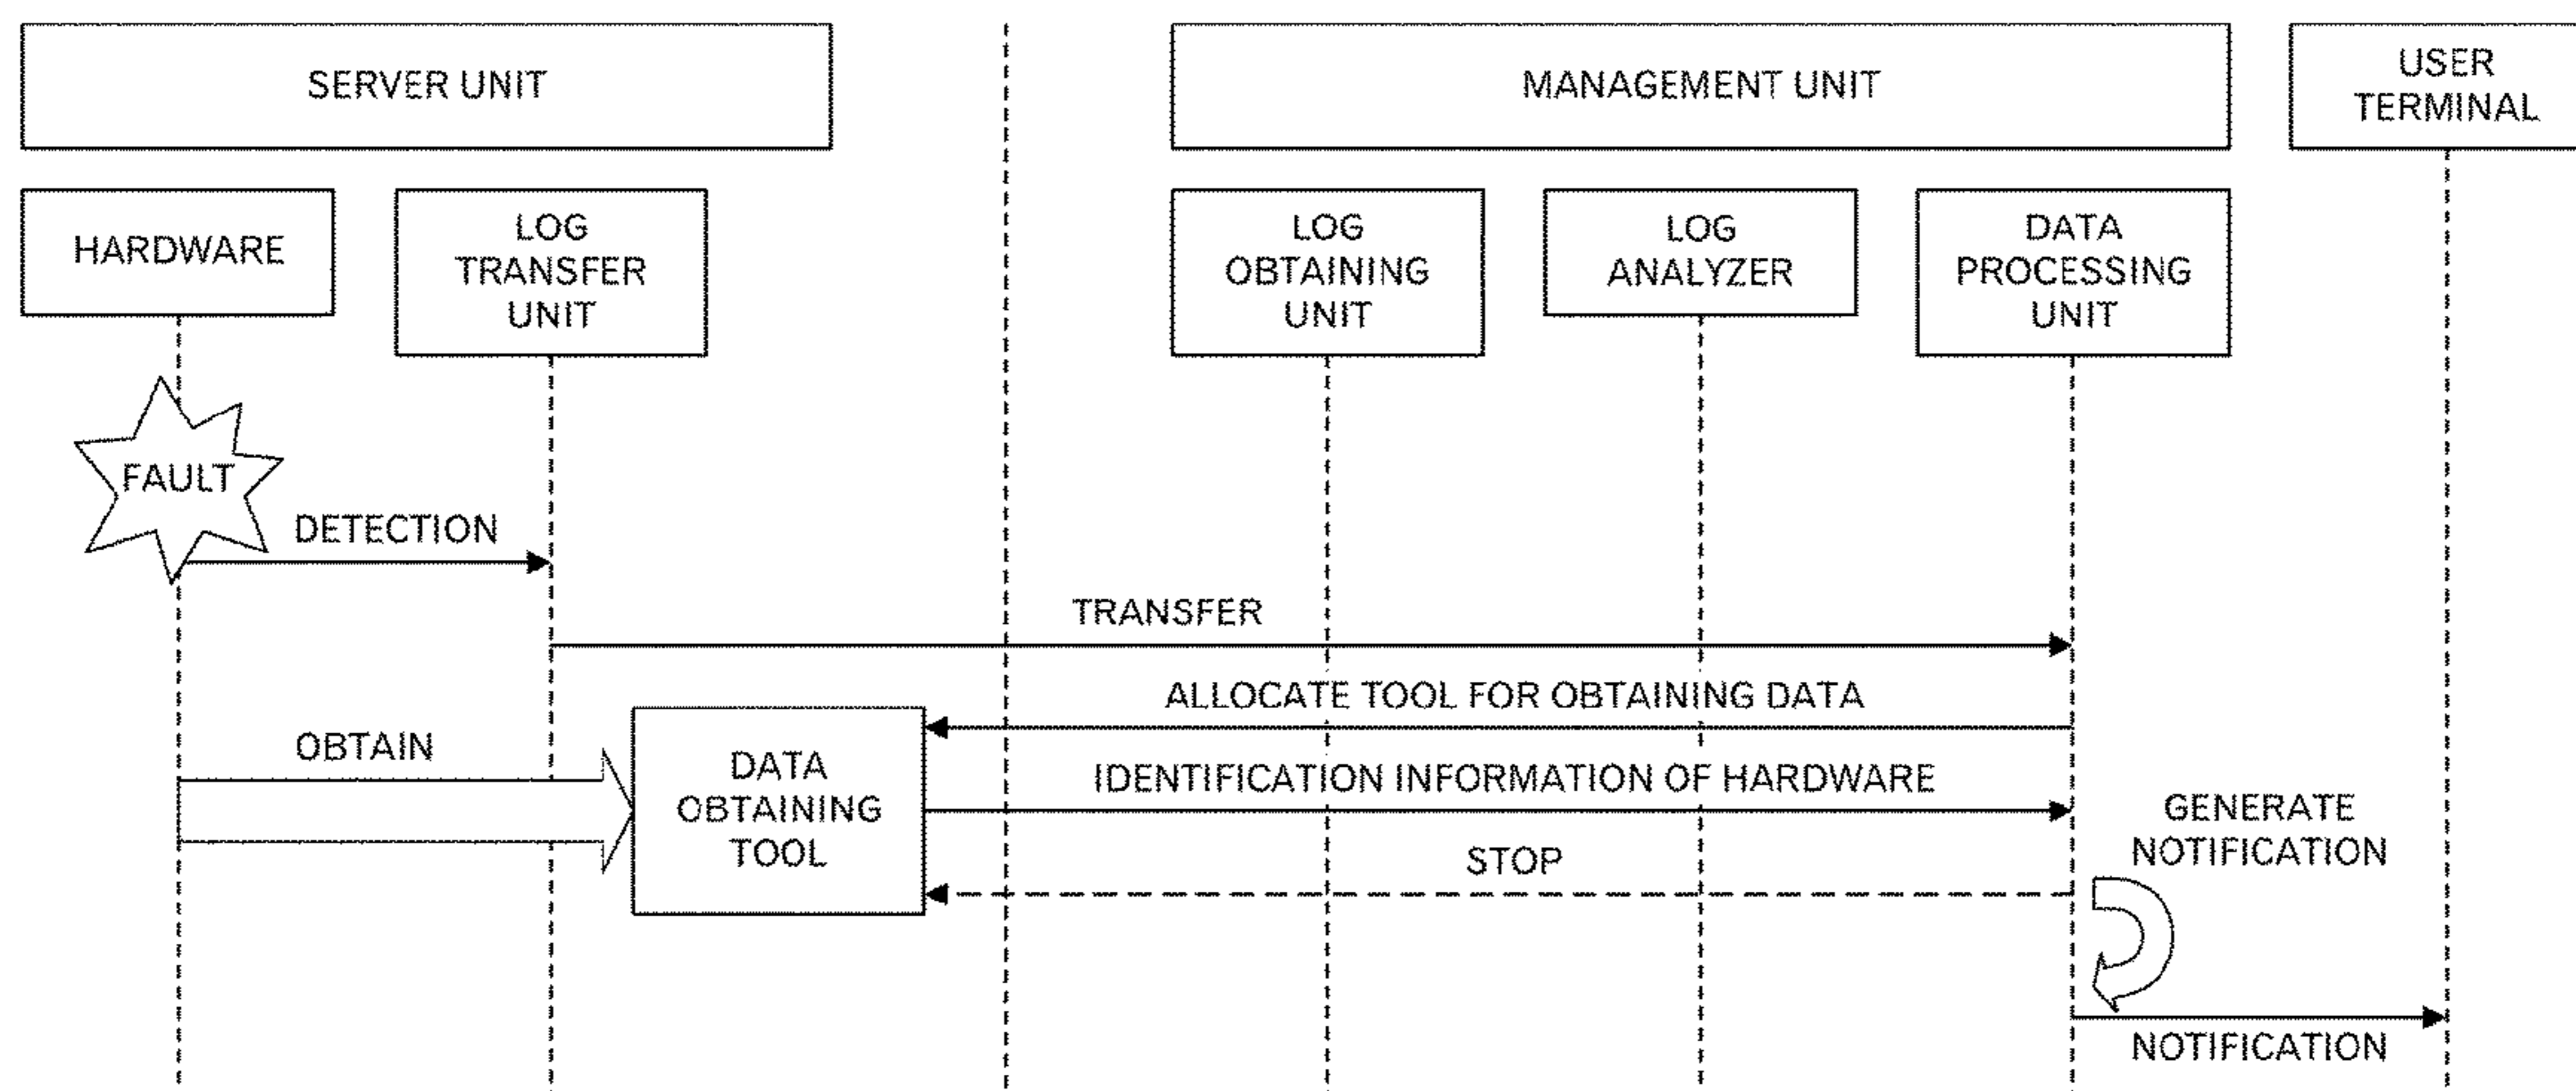 SERVER UNIT
MANAGEMENT UNIT
USER
TERMINAL
HARDWARE
LOG
TRANSFER
UNIT
LOG
OBTAINING
UNIT
LOG
ANALYZER
DATA
PROCESSING
UNIT
FAULT
DETECTION
TRANSFER
ALLOCATE TOOL FOR OBTAINING DATA
OBTAIN
DATA
OBTAINING
TOOL
IDENTIFICATION INFORMATION OF HARDWARE
GENERATE
NOTIFICATION
STOP
NOTIFICATION